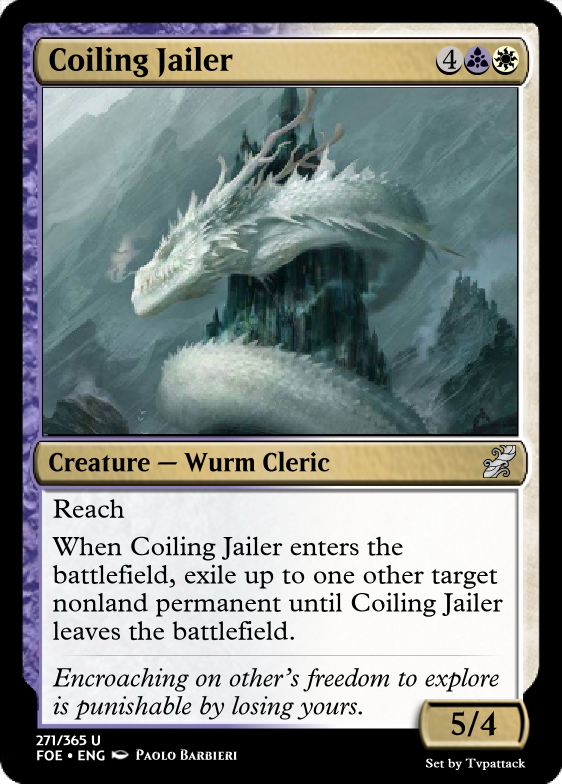 Coiling Jailer 4
Creature — Wurm Cleric
Reach
When Coiling Jailer enters the
battlefield, exile up to one other target
nonland permanent until Coiling Jailer
leaves the battlefield.
Encroaching on other's freedom to explore
is punishable by losing yours.
5/4
271/365 U
FOE • ENG Paolo Barbieri
Set by Tvpattack